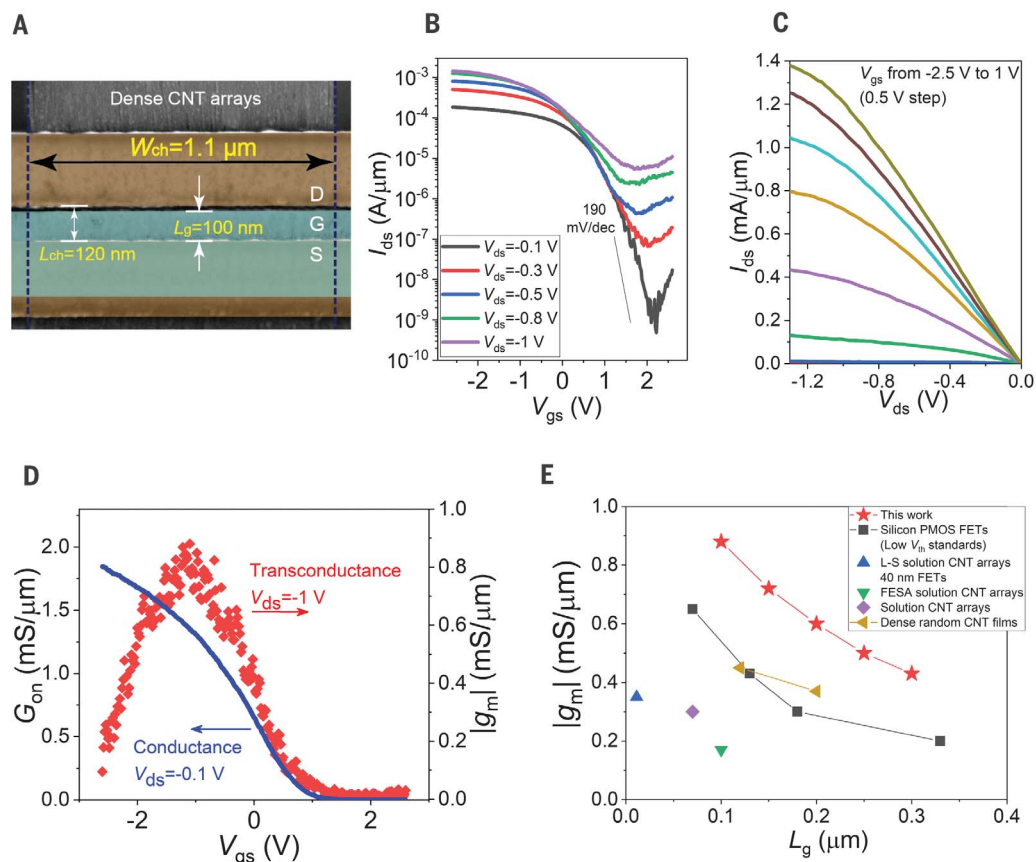 A
Dense CNT arrays
Wch=1.1 μm
D
Lg=100 nm
G
Lch=120 nm
S
B
10-3
10-4
10-5
10-6
10-7
10-8
10-9
10-10
Ids (A/μm)
190
mV/dec
Vds=-0.1 V
Vds=-0.3 V
Vds=-0.5 V
Vds=-0.8 V
Vds=-1 V
-2 -1 0 1 2
Vgs (V)
C
1.4
1.2
1.0
0.8
0.6
0.4
0.2
0.0
Ids (mA/μm)
Vgs from -2.5 V to 1 V
(0.5 V step)
-1.2 -0.8 -0.4 0.0
Vds (V)
D
2.0
1.5
1.0
0.5
0.0
Gon (mS/μm)
Transconductance
Vds=-1 V
Conductance
Vds=-0.1 V
1.0
0.8
0.6
0.4
0.2
0.0
|gm| (mS/μm)
-2 0 2
Vgs (V)
E
1.0
0.8
0.6
0.4
0.2
0.0
|gm| (mS/μm)
This work
Silicon PMOS FETs
(Low Vth standards)
L-S solution CNT arrays
40 nm FETs
FESA solution CNT arrays
Solution CNT arrays
Dense random CNT films
0.0 0.1 0.2 0.3 0.4
Lg (μm)